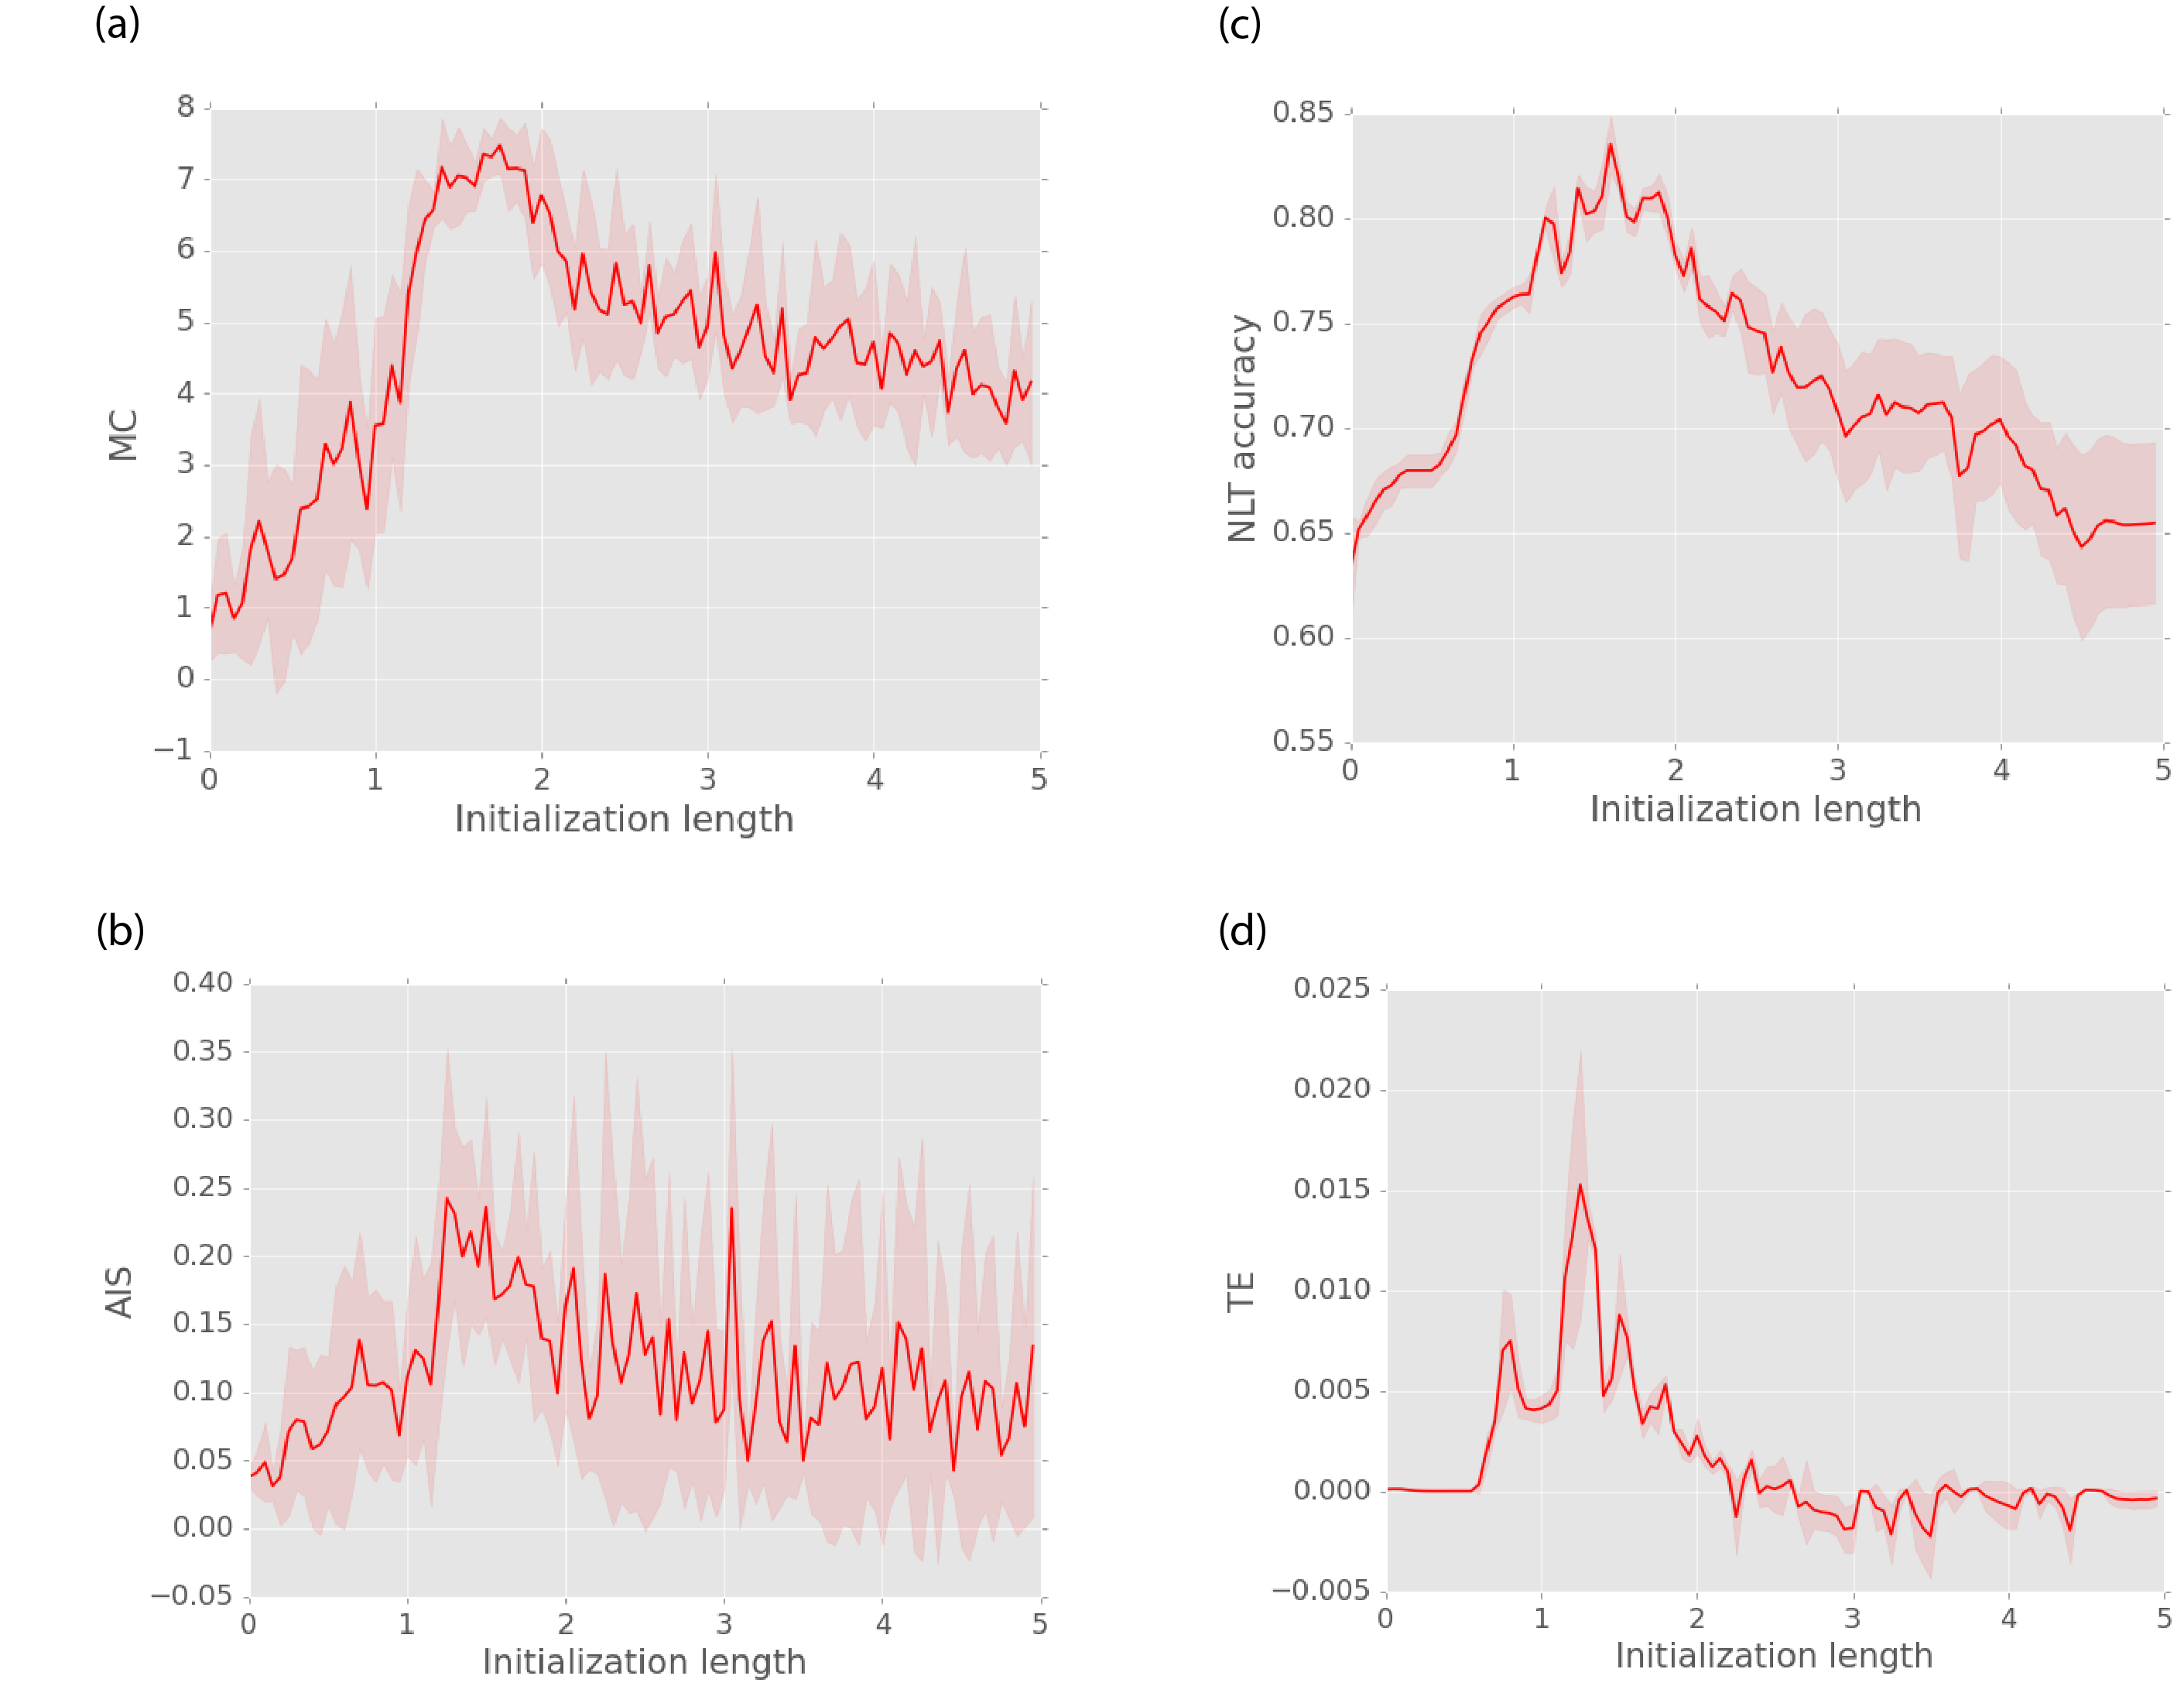 (a)
8
7
6
5
4
3
2
1
0
−1
MC
0 1 2 3 4 5
Initialization length
(c)
0.85
0.80
0.75
0.70
0.65
0.60
0.55
NLT accuracy
0 1 2 3 4 5
Initialization length
(b)
0.40
0.35
0.30
0.25
0.20
0.15
0.10
0.05
0.00
−0.05
AIS
0 1 2 3 4 5
Initialization length
(d)
0.025
0.020
0.015
0.010
0.005
0.000
−0.005
TE
0 1 2 3 4 5
Initialization length